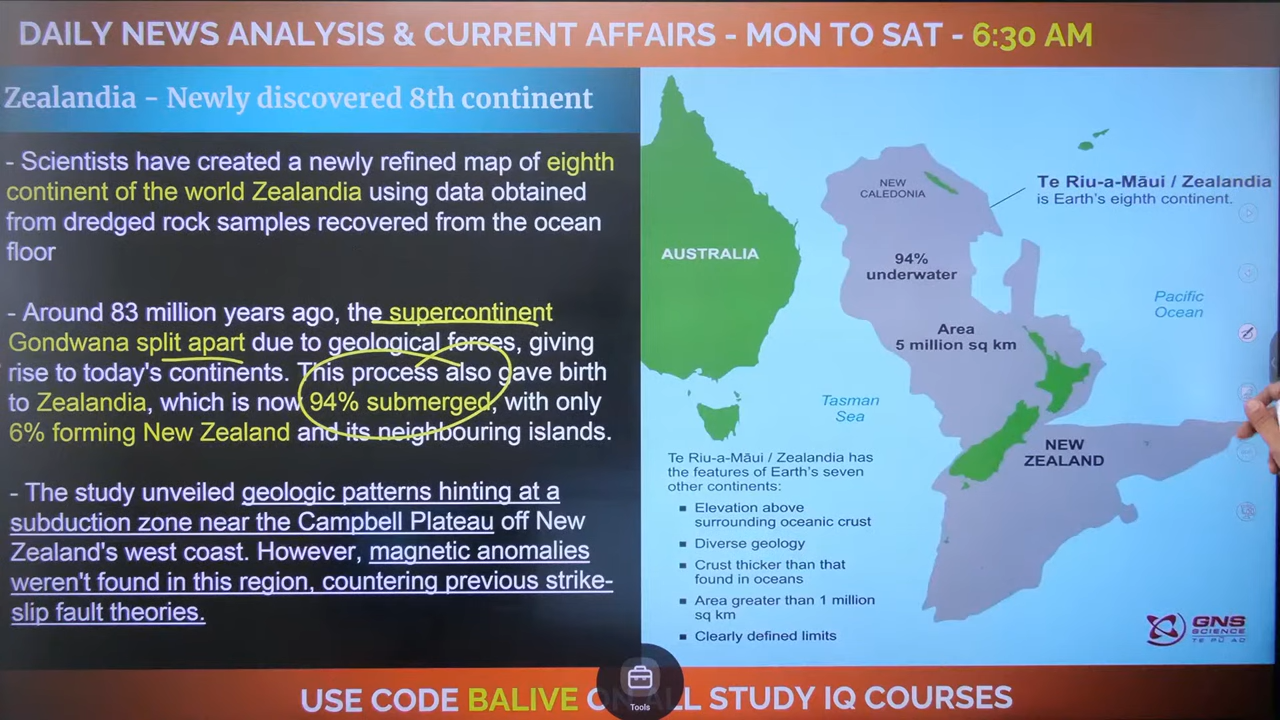 DAILY NEWS ANALYSIS & CURRENT AFFAIRS - MON TO SAT - 6:30 AM
Zealandia - Newly discovered 8th continent
- Scientists have created a newly refined map of eighth
continent of the world Zealandia using data obtained
from dredged rock samples recovered from the ocean
floor
- Around 83 million years ago, the supercontinent
Gondwana split apart due to geological forces, giving
rise to today's continents. This process also gave birth
to Zealandia, which is now 94% submerged, with only
6% forming New Zealand and its neighbouring islands.
- The study unveiled geologic patterns hinting at a
subduction zone near the Campbell Plateau off New
Zealand's west coast. However, magnetic anomalies
weren't found in this region, countering previous strike-
slip fault theories.
NEW
CALEDONIA
Te Riu-a-Māui / Zealandia
is Earth's eighth continent.
AUSTRALIA
94%
underwater
Pacific
Ocean
Area
5 million sq km
Tasman
Sea
NEW
ZEALAND
Te Riu-a-Māui / Zealandia has
the features of Earth's seven
other continents:
▪ Elevation above
surrounding oceanic crust
▪ Diverse geology
▪ Crust thicker than that
found in oceans
▪ Area greater than 1 million
sq km
▪ Clearly defined limits
GNS
SCIENCE
TE PŪ AO
Tools
USE CODE BALIVE ON ALL STUDY IQ COURSES